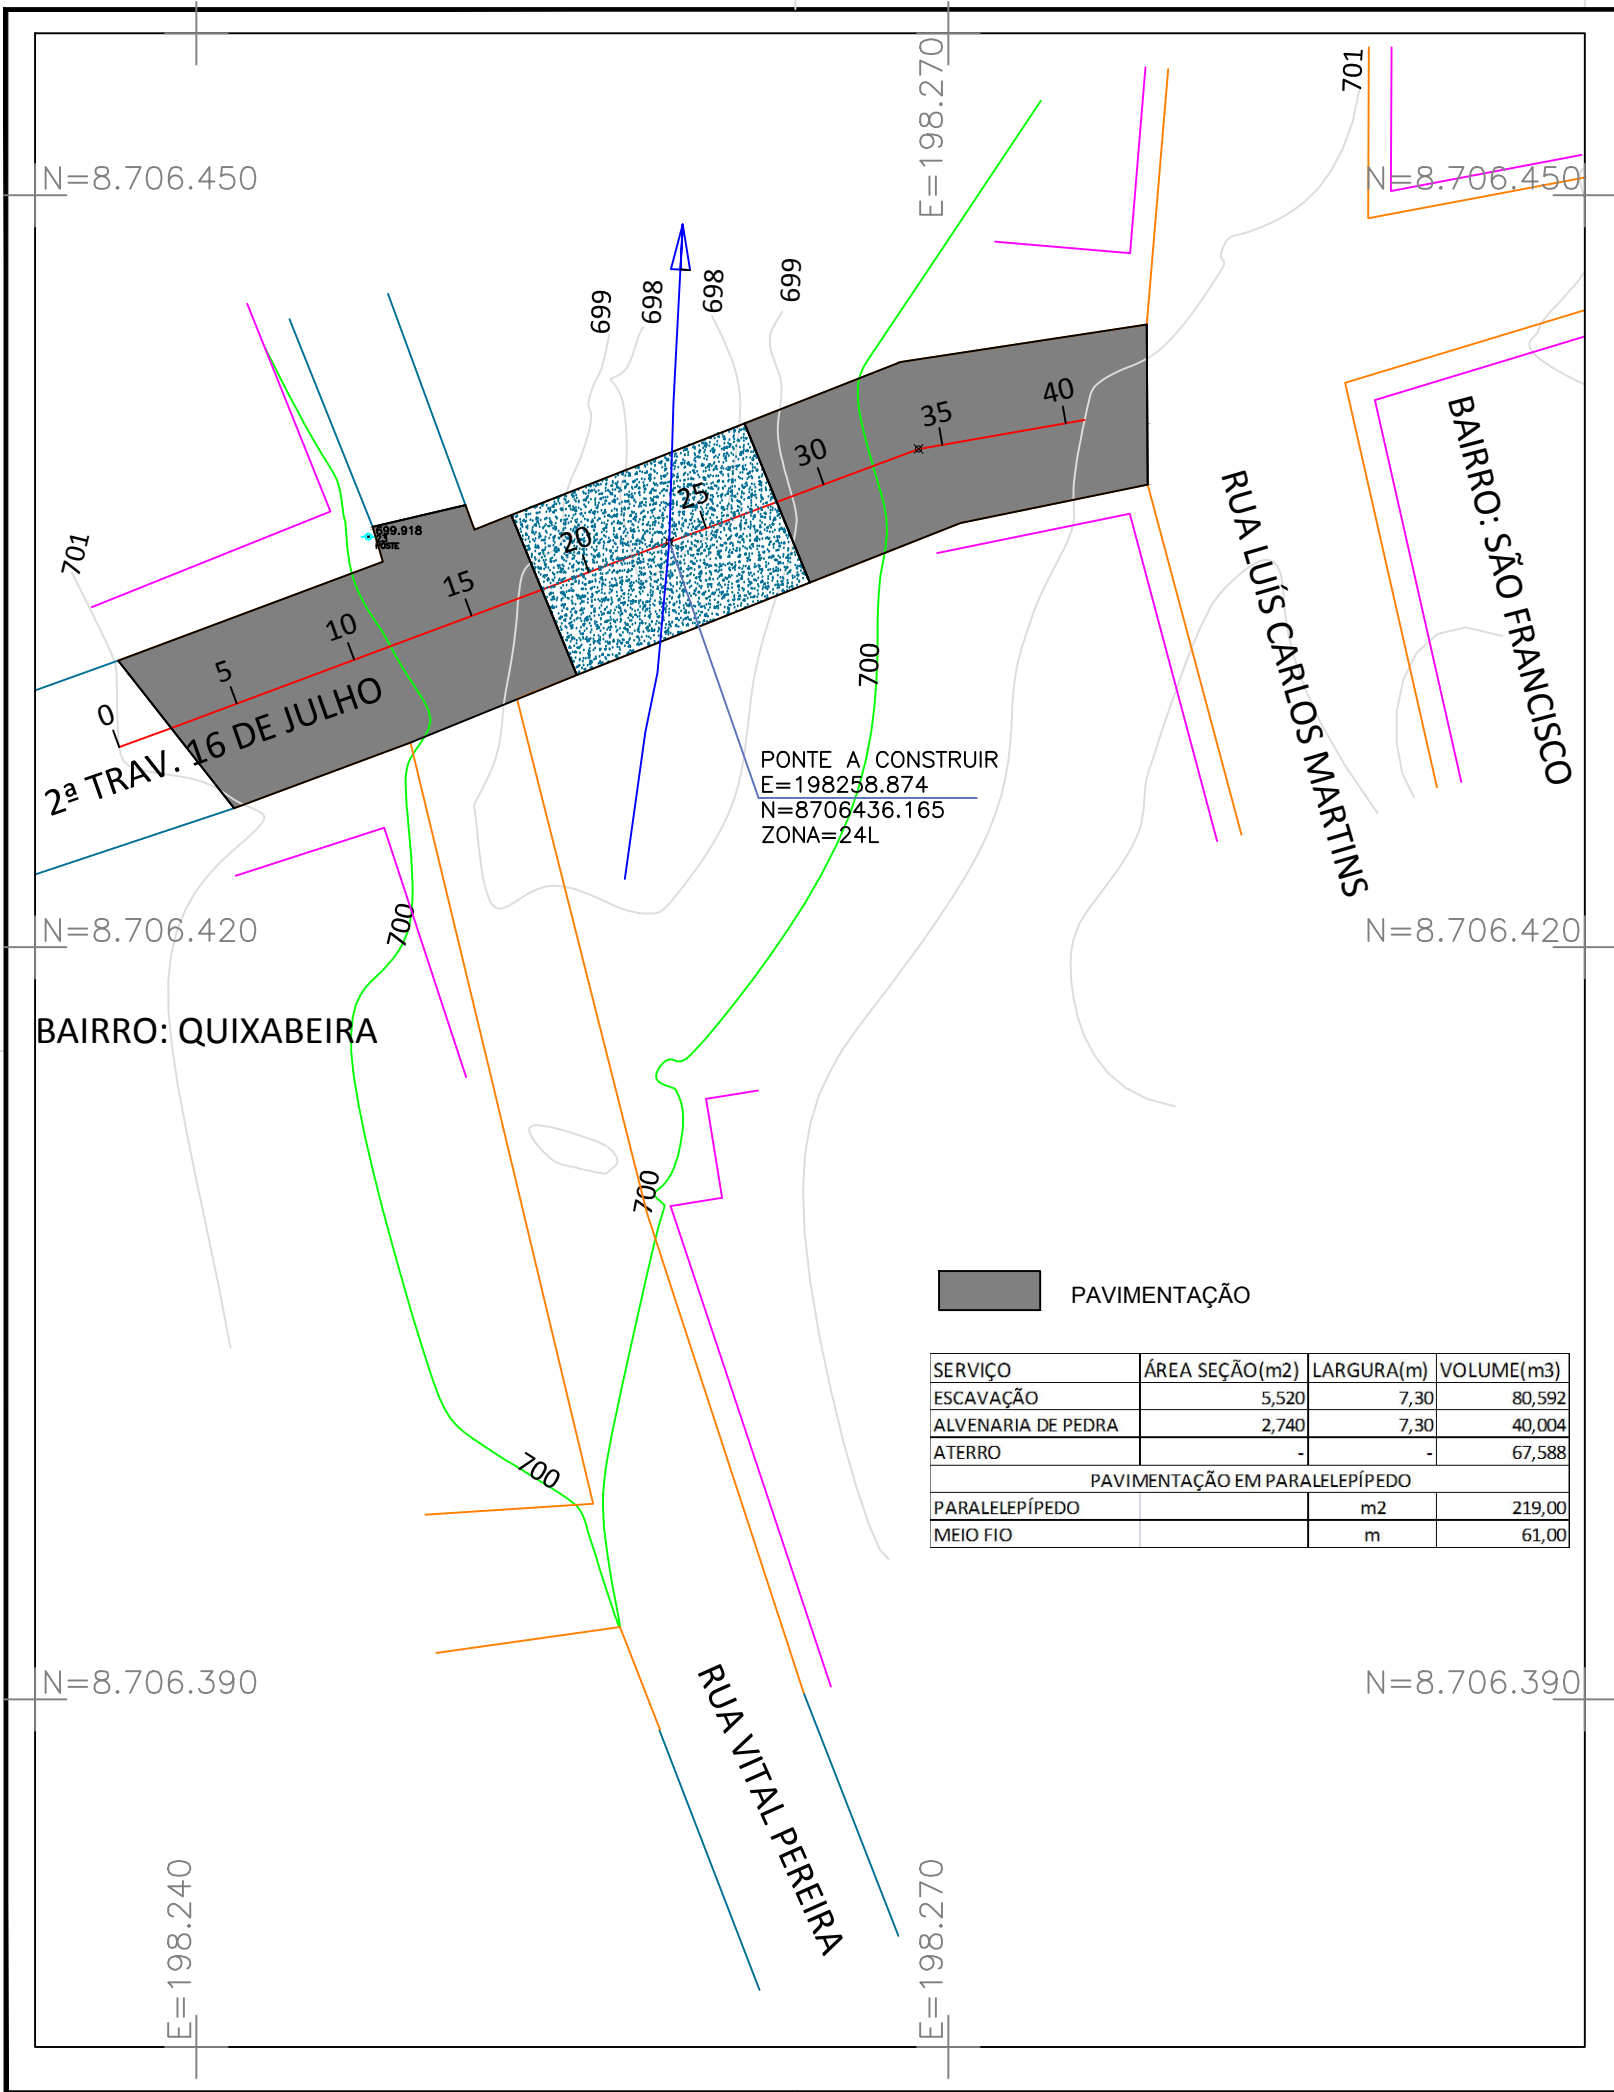 E=198.270
701
N=8.706.450
N=8.706.450
699
698
698
699
40
35
30
25
20
15
10
5
0
699.918
POSTE
701
BAIRRO: SÃO FRANCISCO
RUA LUÍS CARLOS MARTINS
2ª TRAV. 16 DE JULHO
700
PONTE A CONSTRUIR
E=198258.874
N=8706436.165
ZONA=24L
700
N=8.706.420
N=8.706.420
BAIRRO: QUIXABEIRA
700
PAVIMENTAÇÃO
SERVIÇO ÁREA SEÇÃO(m2) LARGURA(m) VOLUME(m3)
ESCAVAÇÃO 5,520 7,30 80,592
ALVENARIA DE PEDRA 2,740 7,30 40,004
ATERRO - - 67,588
PAVIMENTAÇÃO EM PARALELEPÍPEDO
PARALELEPÍPEDO m2 219,00
MEIO FIO m 61,00
700
N=8.706.390
N=8.706.390
RUA VITAL PEREIRA
E=198.240
E=198.270